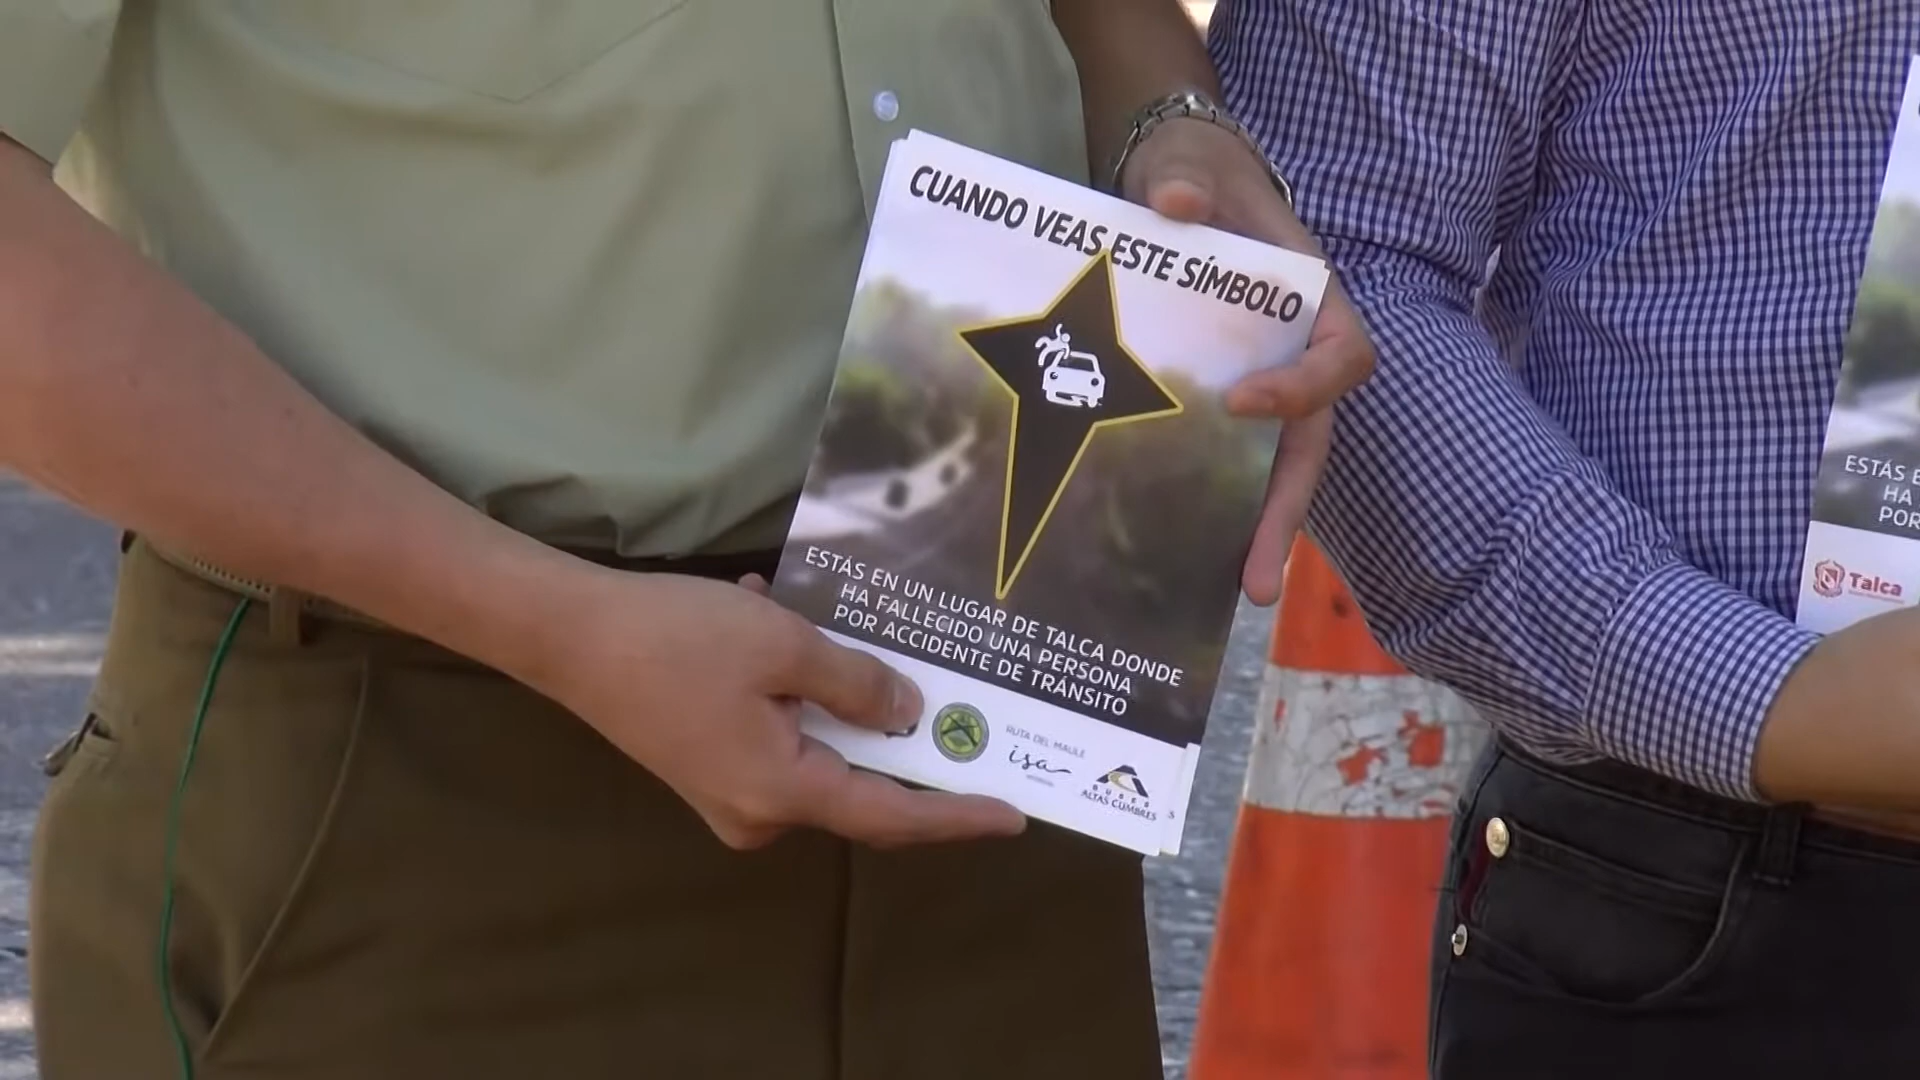 CUANDO VEAS ESTE SÍMBOLO
ESTÁS EN UN LUGAR DE TALCA DONDE
HA FALLECIDO UNA PERSONA
POR ACCIDENTE DE TRÁNSITO
RUTA DEL MAULE
isa
BUSES
ALTAS CUMBRES
S
ESTÁS E
HA
POR
Talca